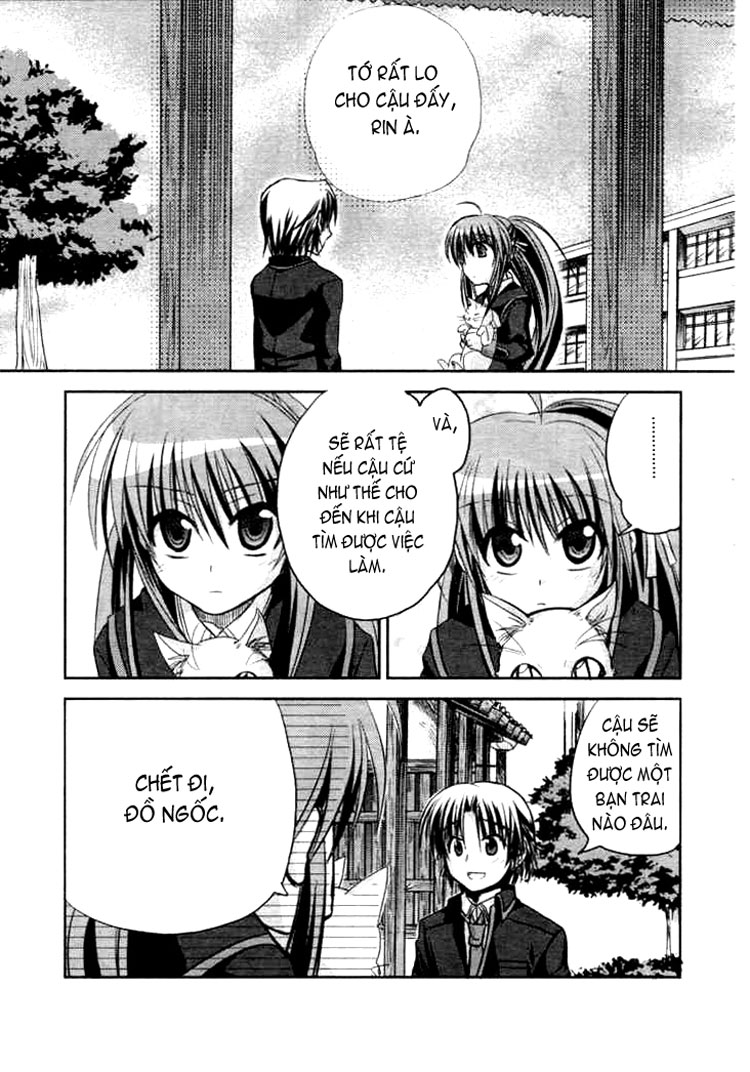 TỚ RẤT LO
CHO CẬU ĐẤY,
RIN À.
..........
VÀ,
SẼ RẤT TỆ
NẾU CẬU CỨ
NHƯ THẾ CHO
ĐẾN KHI CẬU
TÌM ĐƯỢC VIỆC
LÀM.
CẬU SẼ
KHÔNG TÌM
ĐƯỢC MỘT
BẠN TRAI
NÀO ĐÂU.
CHẾT ĐI,
ĐỒ NGỐC.